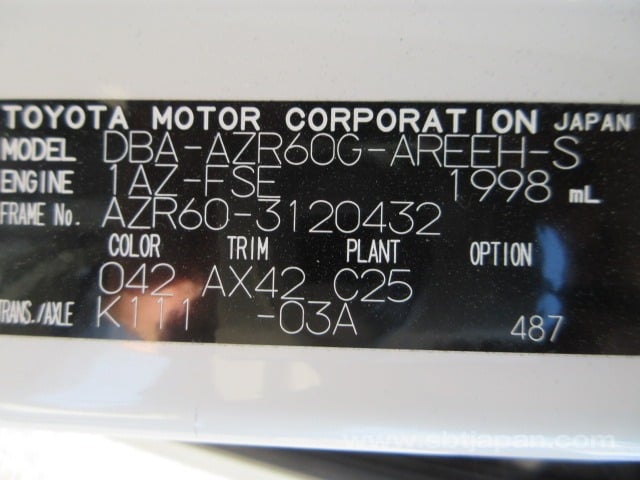 TOYOTA MOTOR CORPORATION JAPAN
MODEL DBA-AZR60G-AREEH-S
ENGINE 1AZ-FSE 1998 mL
FRAME No. AZR60-3120432
COLOR TRIM PLANT OPTION
042 AX42 C25
TRANS./AXLE K111 -03A 487
www.sbtjapan.com